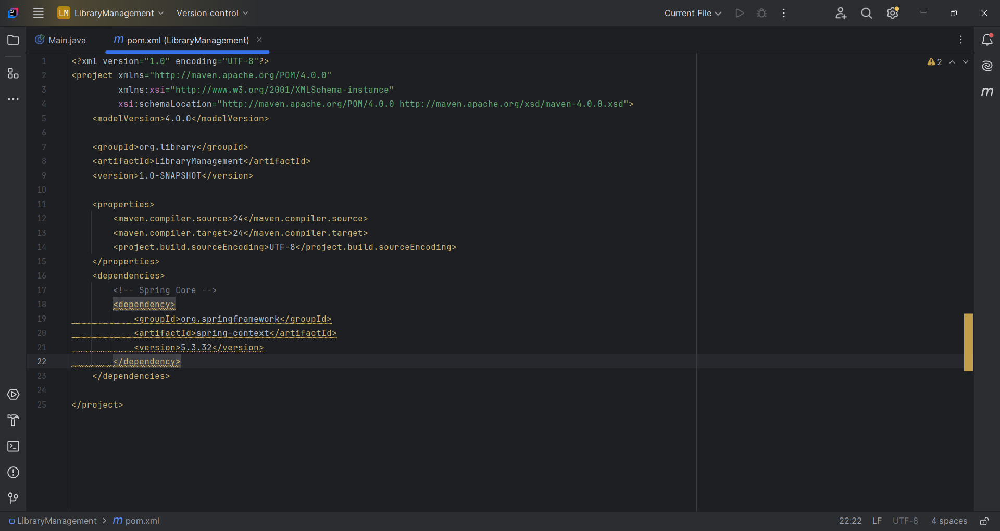 LM LibraryManagement Version control Current File
Main.java pom.xml (LibraryManagement)
2
1 <?xml version="1.0" encoding="UTF-8"?>
2 <project xmlns="http://maven.apache.org/POM/4.0.0"
3 xmlns:xsi="http://www.w3.org/2001/XMLSchema-instance"
4 xsi:schemaLocation="http://maven.apache.org/POM/4.0.0 http://maven.apache.org/xsd/maven-4.0.0.xsd">
5 <modelVersion>4.0.0</modelVersion>
6
7 <groupId>org.library</groupId>
8 <artifactId>LibraryManagement</artifactId>
9 <version>1.0-SNAPSHOT</version>
10
11 <properties>
12 <maven.compiler.source>24</maven.compiler.source>
13 <maven.compiler.target>24</maven.compiler.target>
14 <project.build.sourceEncoding>UTF-8</project.build.sourceEncoding>
15 </properties>
16 <dependencies>
17 <!-- Spring Core -->
18 <dependency>
19 <groupId>org.springframework</groupId>
20 <artifactId>spring-context</artifactId>
21 <version>5.3.32</version>
22 </dependency>
23 </dependencies>
24
25 </project>
LibraryManagement > m pom.xml 22:22 LF UTF-8 4 spaces